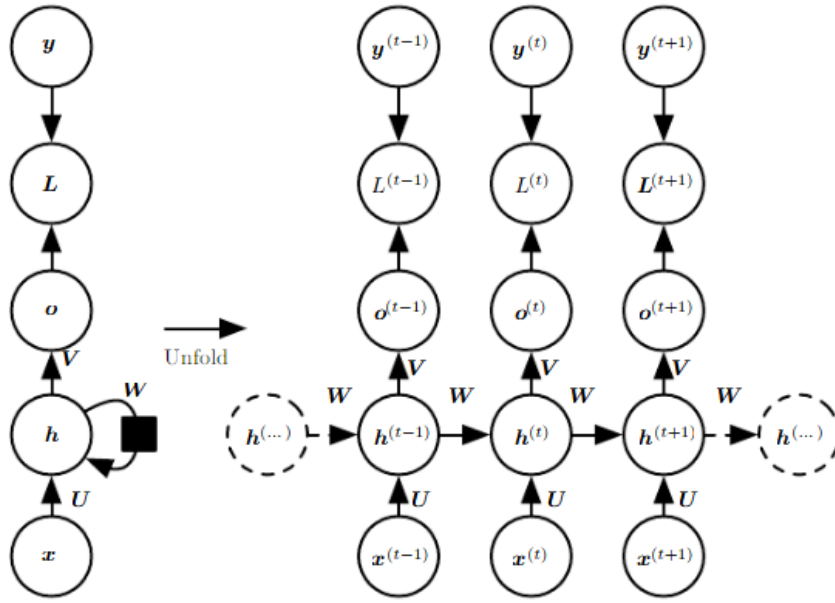 y y^(t−1) y^(t) y^(t+1)
L L^(t−1) L^(t) L^(t+1)
o o^(t−1) o^(t) o^(t+1)
Unfold
V V V V
W W W W W
h h^(...) h^(t−1) h^(t) h^(t+1) h^(...)
U U U U
x x^(t−1) x^(t) x^(t+1)